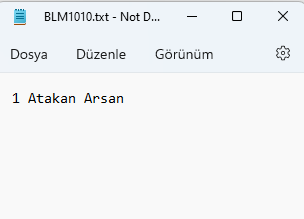 BLM1010.txt - Not D...
Dosya Düzenle Görünüm
1 Atakan Arsan